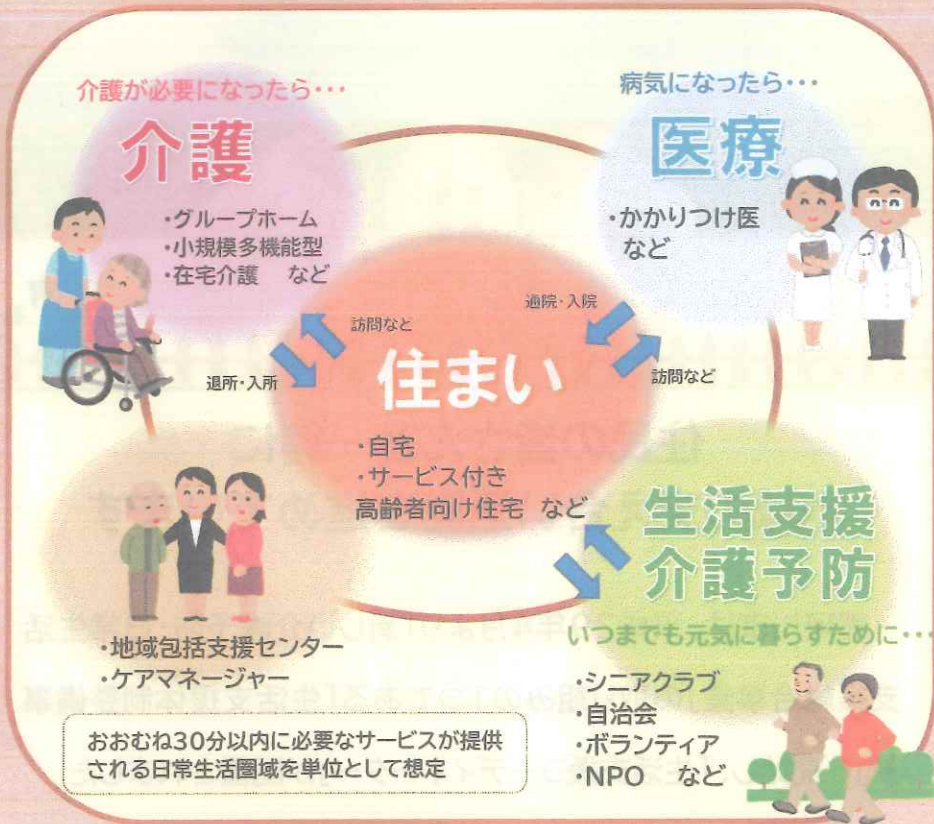 介護が必要になったら・・・
介護
・グループホーム
・小規模多機能型
・在宅介護 など
病気になったら・・・
医療
・かかりつけ医
など
訪問など
退所・入所
通院・入院
訪問など
住まい
・自宅
・サービス付き
高齢者向け住宅 など
・地域包括支援センター
・ケアマネージャー
おおむね30分以内に必要なサービスが提供
される日常生活圏域を単位として想定
生活支援
介護予防
いつまでも元気に暮らすために・・・
・シニアクラブ
・自治会
・ボランティア
・NPO など